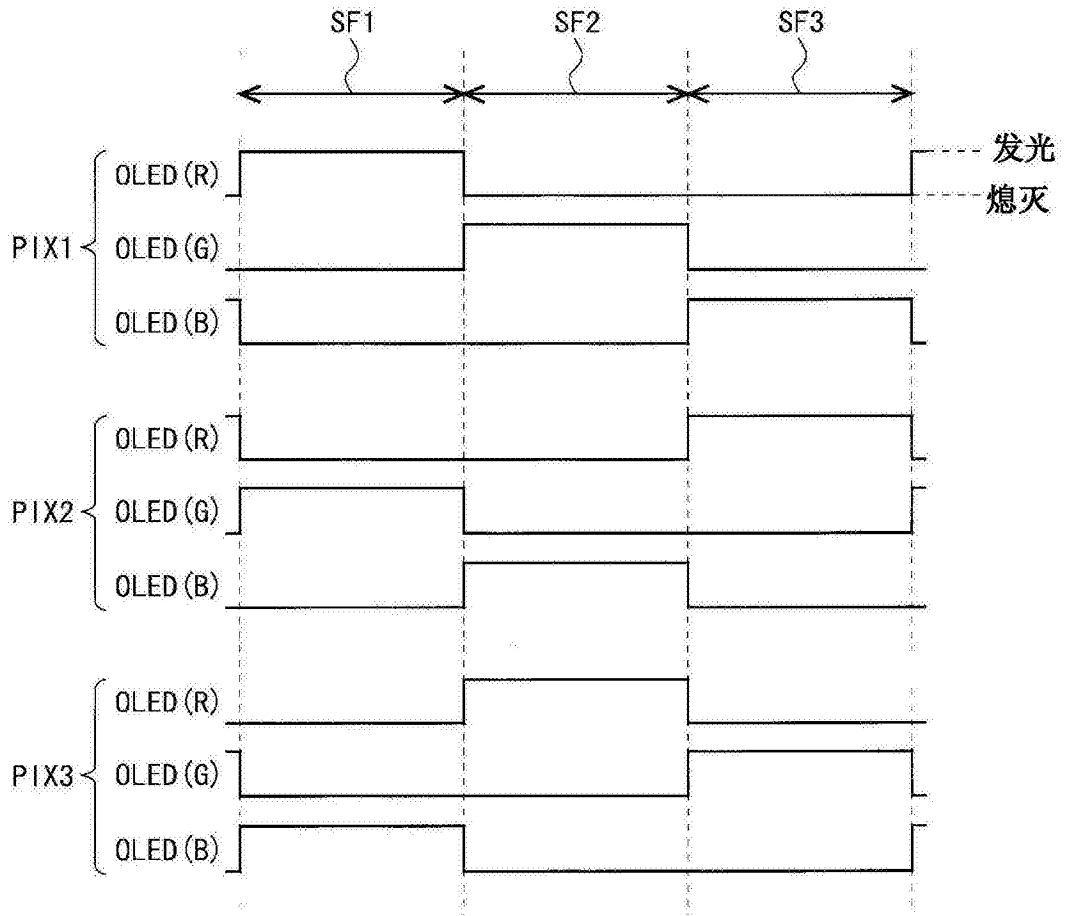 SF1 SF2 SF3
发光
OLED(R)
熄灭
PIX1 OLED(G)
OLED(B)
OLED(R)
PIX2 OLED(G)
OLED(B)
OLED(R)
PIX3 OLED(G)
OLED(B)